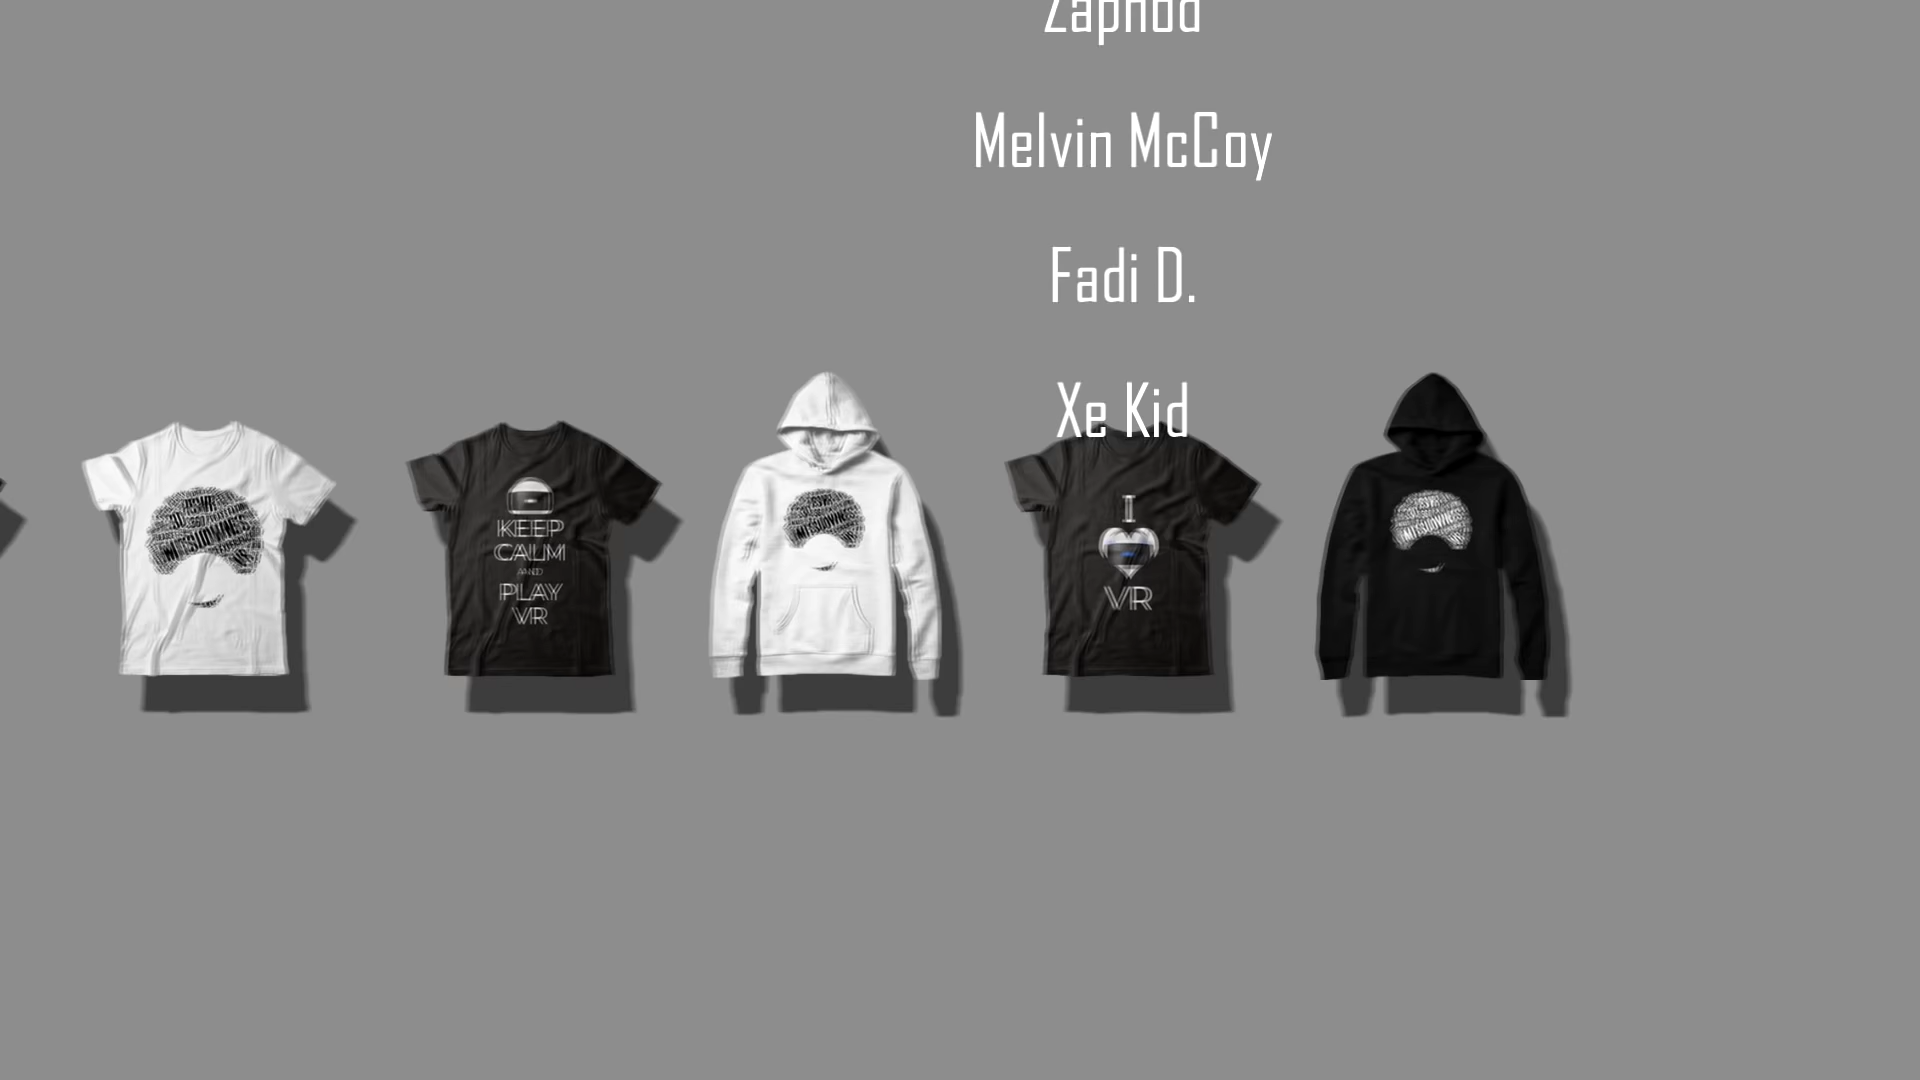 Zaphod
Melvin McCoy
Fadi D.
Xe Kid
KEEP
CALM
AND
PLAY
VR
I
VR